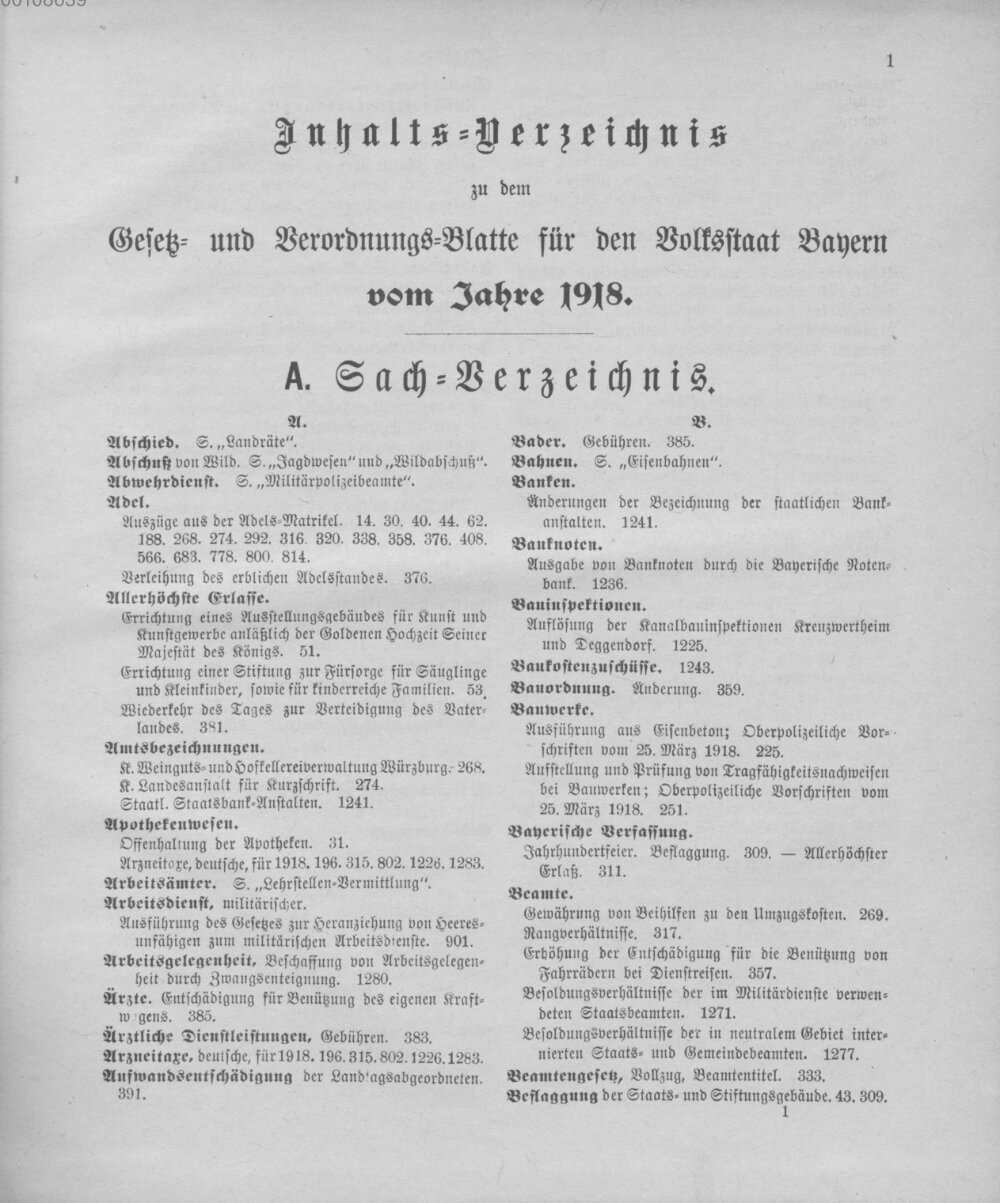 00108639
1
Inhalts=Verzeichnis
zu dem
Gesetz= und Verordnungs=Blatte für den Volksstaat Bayern
vom Jahre 1918.
A. Sach=Verzeichnis.
A.
Abschied. S. „Landräte“.
Abschuß von Wild. S. „Jagdwesen“ und „Wildabschuß“.
Abwehrdienst. S. „Militärpolizeibeamte“.
Adel.
Auszüge aus der Adels=Matrikel. 14. 30. 40. 44. 62.
188. 268. 274. 292. 316. 320. 338. 358. 376. 408.
566. 683. 778. 800. 814.
Verleihung des erblichen Adelsstandes. 376.
Allerhöchste Erlasse.
Errichtung eines Ausstellungsgebäudes für Kunst und
Kunstgewerbe anläßlich der Goldenen Hochzeit Seiner
Majestät des Königs. 51.
Errichtung einer Stiftung zur Fürsorge für Säuglinge
und Kleinkinder, sowie für kinderreiche Familien. 53.
Wiederkehr des Tages zur Verteidigung des Vater=
landes. 381.
Amtsbezeichnungen.
K. Weinguts= und Hofkellereiverwaltung Würzburg. 268.
K. Landesanstalt für Kurzschrift. 274.
Staatl. Staatsbank=Anstalten. 1241.
Apothekenwesen.
Offenhaltung der Apotheken. 31.
Arzneitaxe, deutsche, für 1918. 196. 315. 802. 1226. 1283.
Arbeitsämter. S. „Lehrstellen=Vermittlung“.
Arbeitsdienst, militärischer.
Ausführung des Gesetzes zur Heranziehung von Heeres=
unfähigen zum militärischen Arbeitsdienste. 901.
Arbeitsgelegenheit, Beschaffung von Arbeitsgelegen=
heit durch Zwangsenteignung. 1280.
Ärzte. Entschädigung für Benützung des eigenen Kraft=
w gens. 385.
Ärztliche Dienstleistungen, Gebühren. 383.
Arzneitaxe, deutsche, für 1918. 196. 315. 802. 1226. 1283.
Aufwandsentschädigung der Landtagsabgeordneten.
391.
B.
Bader. Gebühren. 385.
Bahnen. S. „Eisenbahnen“.
Banken.
Änderungen der Bezeichnung der staatlichen Bank=
anstalten. 1241.
Banknoten.
Ausgabe von Banknoten durch die Bayerische Noten=
bank. 1236.
Bauinspektionen.
Auflösung der Kanalbauinspektionen Kreuzwertheim
und Deggendorf. 1225.
Baukostenzuschüsse. 1243.
Bauordnung. Änderung. 359.
Bauwerke.
Ausführung aus Eisenbeton; Oberpolizeiliche Vor=
schriften vom 25. März 1918. 225.
Aufstellung und Prüfung von Tragfähigkeitsnachweisen
bei Bauwerken; Oberpolizeiliche Vorschriften vom
25. März 1918. 251.
Bayerische Verfassung.
Jahrhundertfeier. Beflaggung. 309. — Allerhöchster
Erlaß. 311.
Beamte.
Gewährung von Beihilfen zu den Umzugskosten. 269.
Rangverhältnisse. 317.
Erhöhung der Entschädigung für die Benützung von
Fahrrädern bei Dienstreisen. 357.
Besoldungsverhältnisse der im Militärdienste verwen=
deten Staatsbeamten. 1271.
Besoldungsverhältnisse der in neutralem Gebiet inter=
nierten Staats= und Gemeindebeamten. 1277.
Beamtengesetz, Vollzug, Beamtentitel. 333.
Beflaggung der Staats= und Stiftungsgebäude. 43. 309.
1